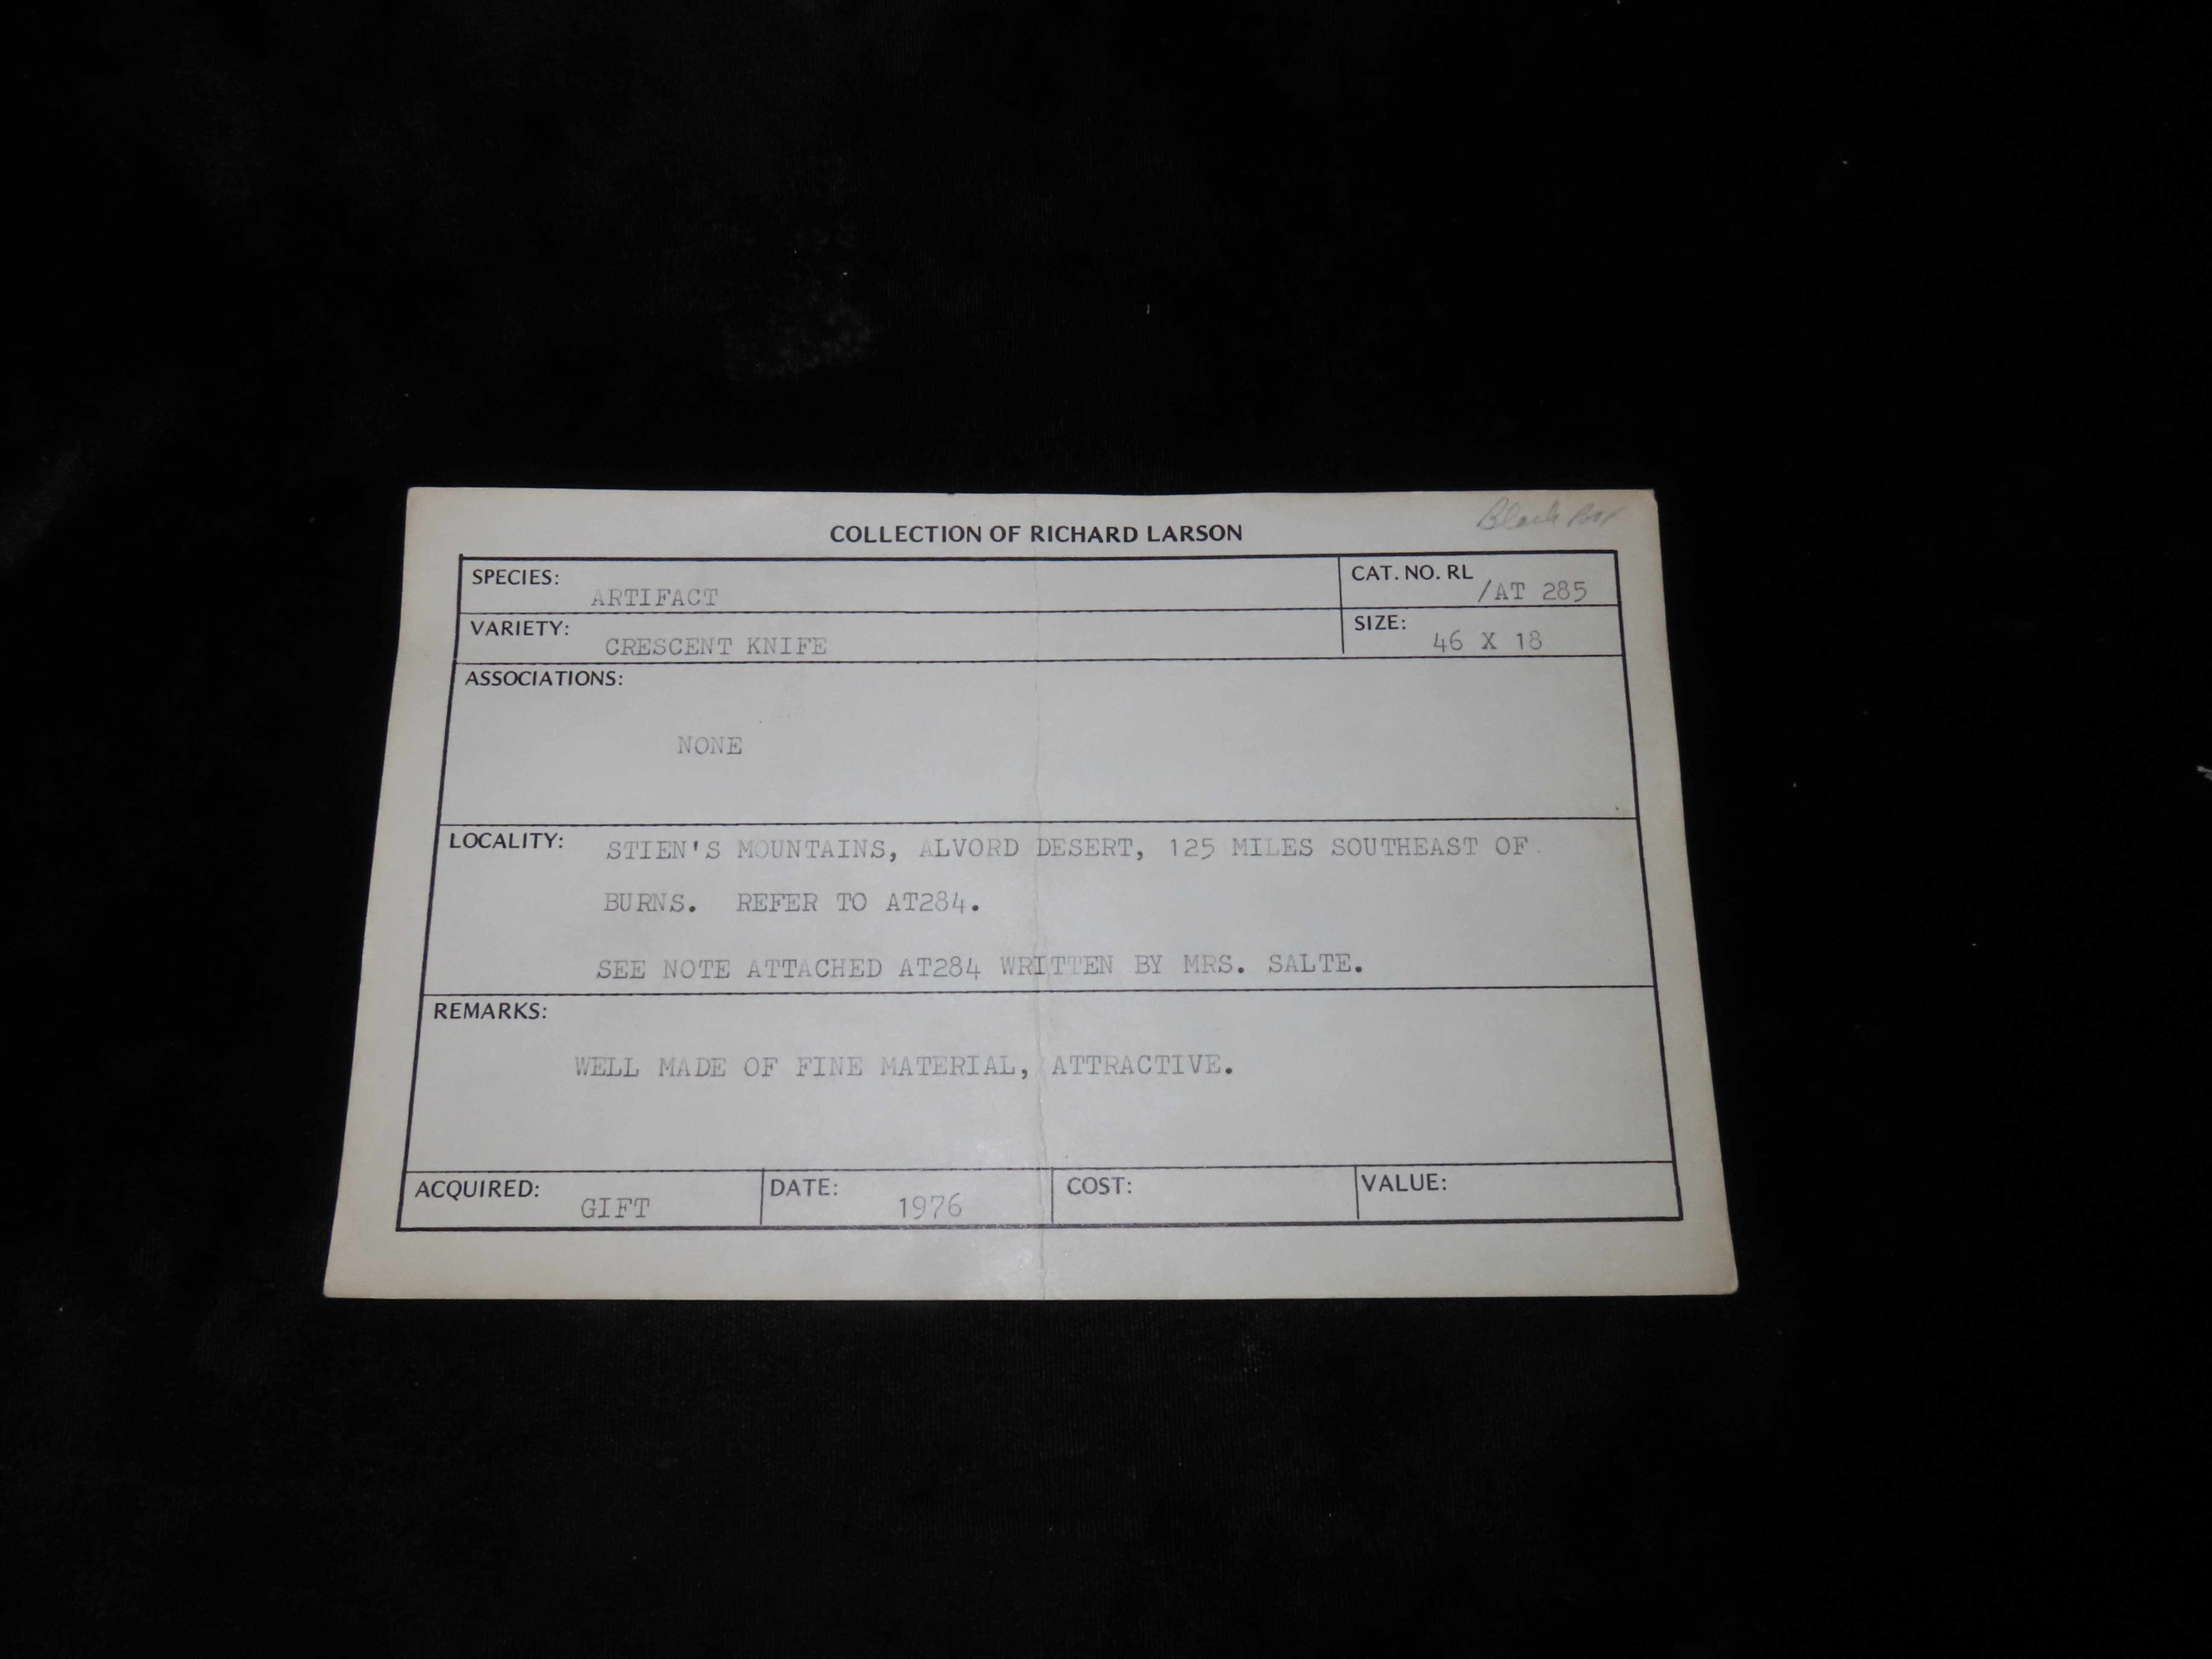 Black Box
COLLECTION OF RICHARD LARSON
SPECIES: ARTIFACT
CAT. NO. RL /AT 285
VARIETY: CRESCENT KNIFE
SIZE: 46 X 18
ASSOCIATIONS:
NONE
LOCALITY: STIEN'S MOUNTAINS, ALVORD DESERT, 125 MILES SOUTHEAST OF
BURNS. REFER TO AT284.
SEE NOTE ATTACHED AT284 WRITTEN BY MRS. SALTE.
REMARKS:
WELL MADE OF FINE MATERIAL, ATTRACTIVE.
ACQUIRED: GIFT
DATE: 1976
COST:
VALUE: